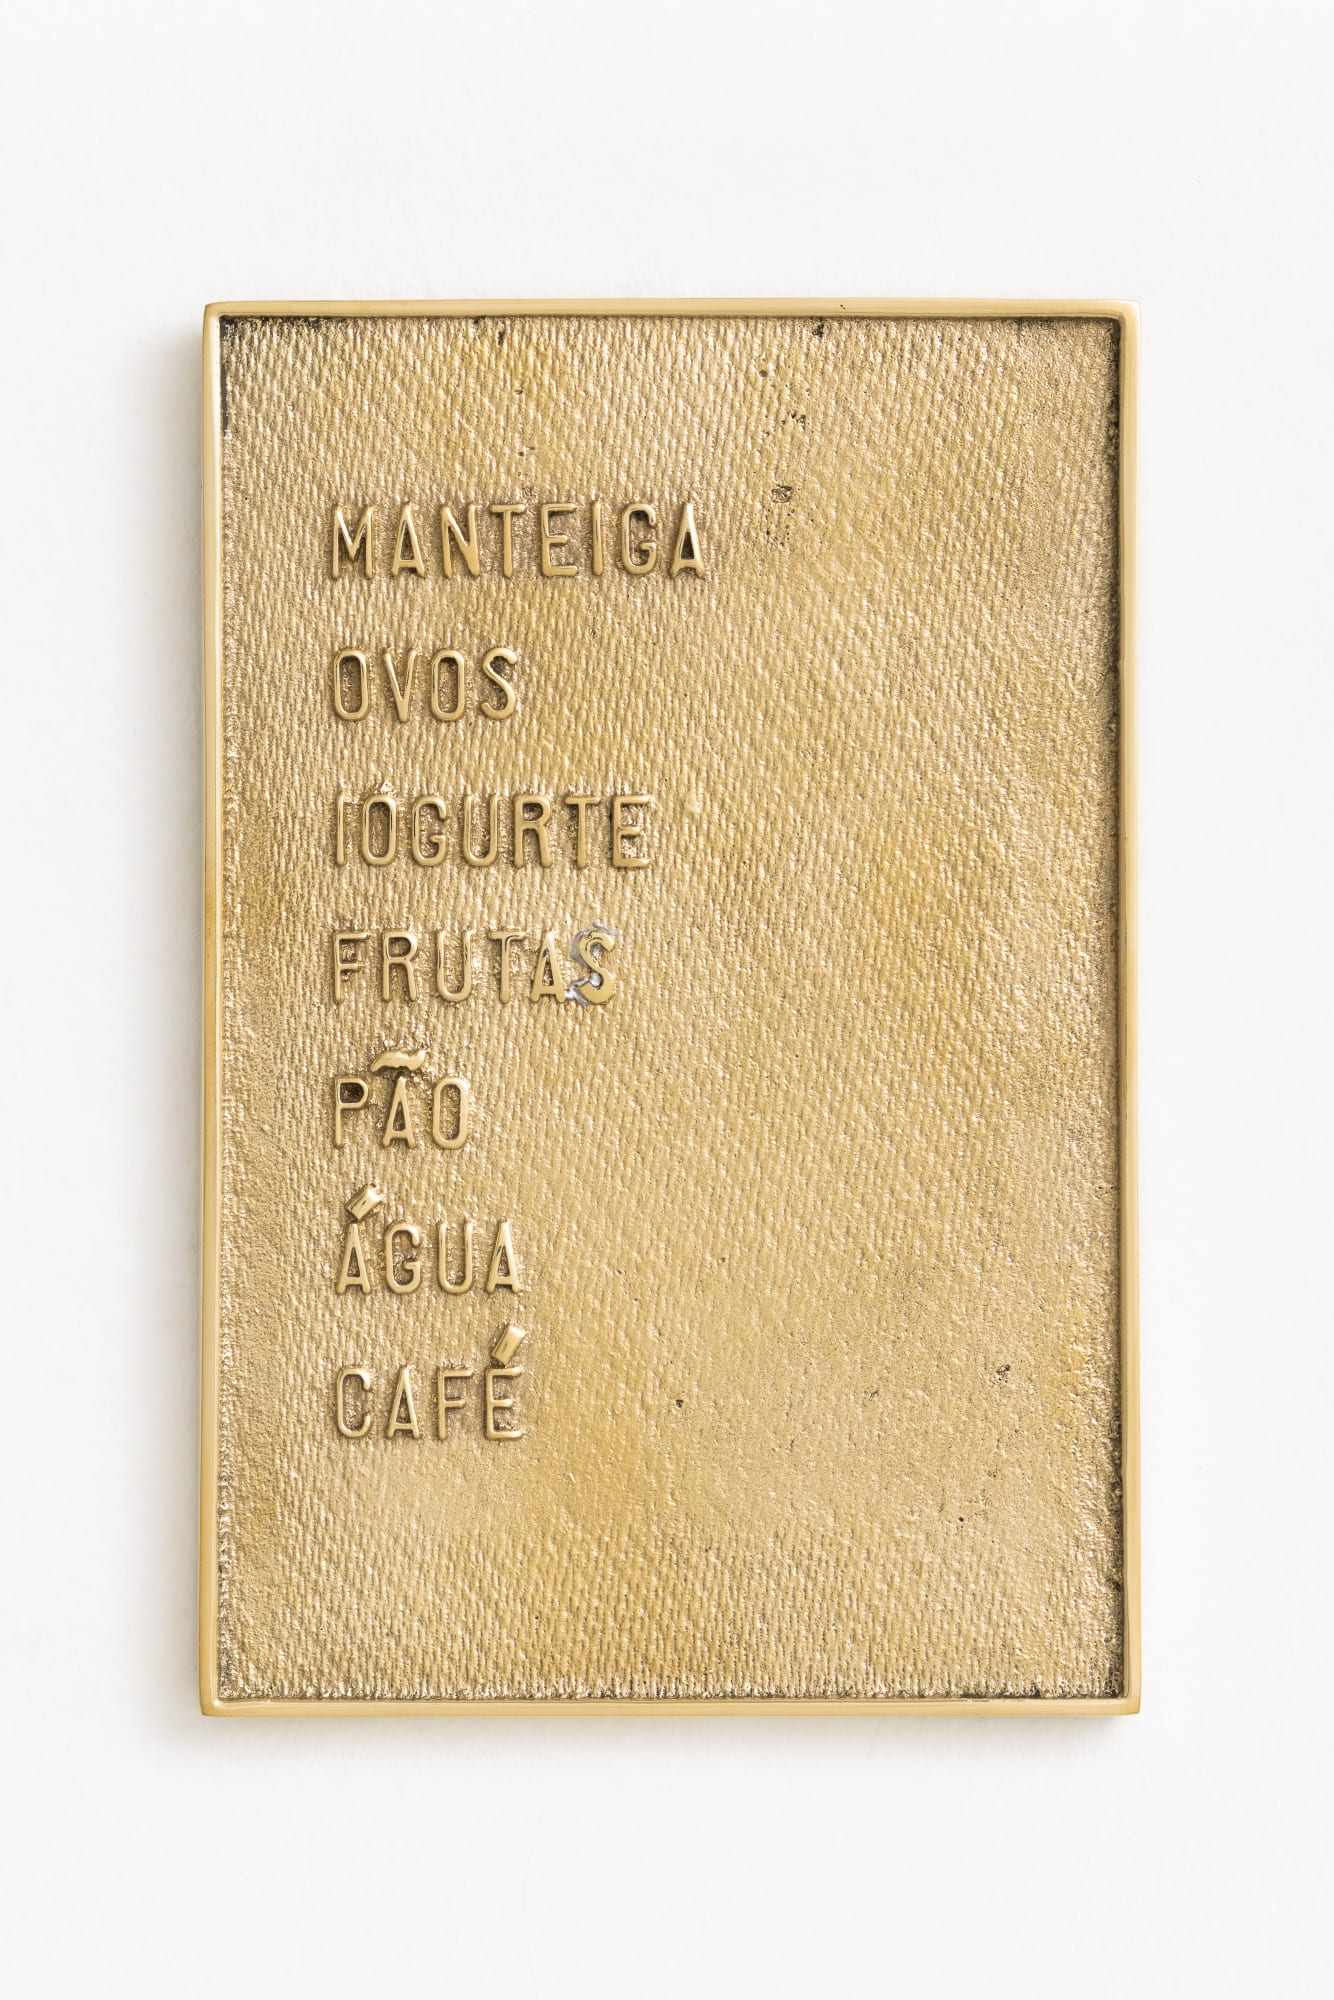 MANTEIGA
OVOS
IOGURTE
FRUTAS
PÃO
ÁGUA
CAFÉ